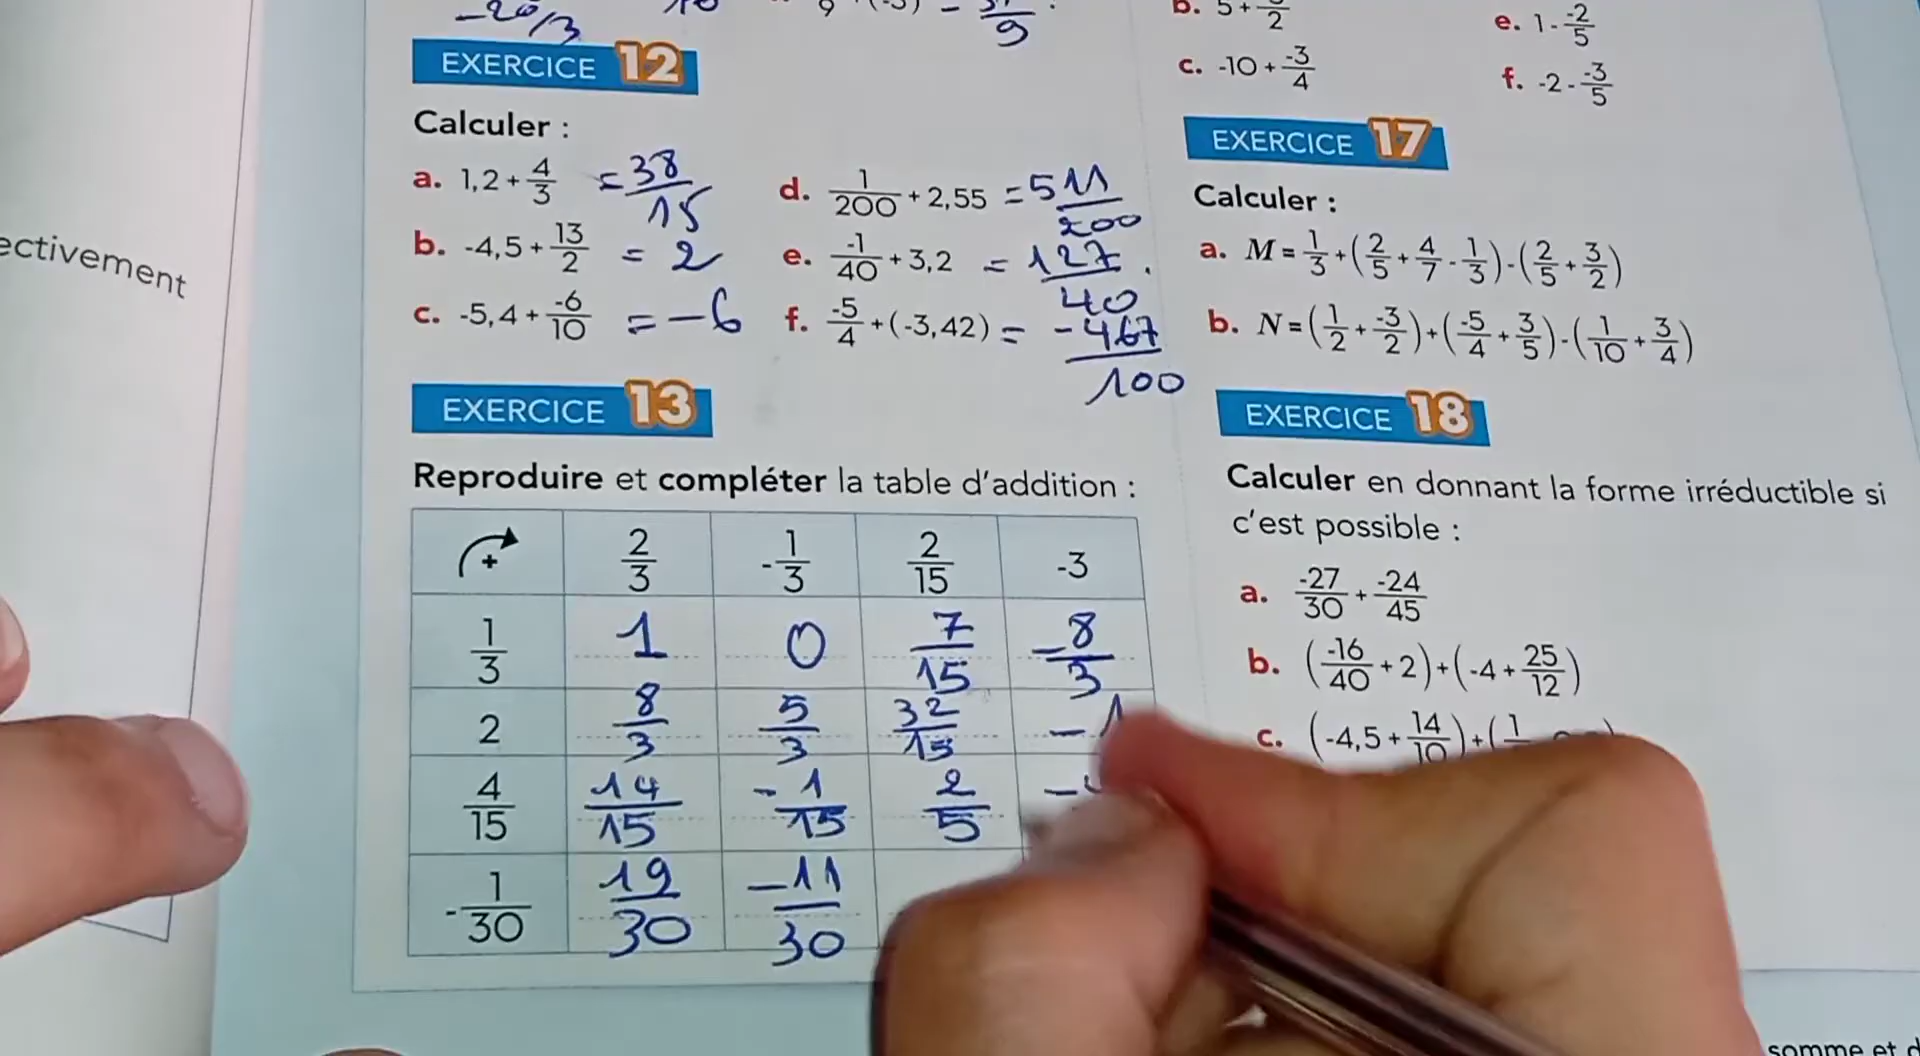 -20/3
EXERCICE 12
Calculer :
a. 1,2 + 4/3 = 38/15
b. -4,5 + 13/2 = 2
c. -5,4 + -6/10 = -6
d. 1/200 + 2,55 = 511/200
e. -1/40 + 3,2 = 127/40 .
f. -5/4 + (-3,42) = -467/100
EXERCICE 13
Reproduire et compléter la table d'addition :
+ 2/3 -1/3 2/15 -3
1/3 1 0 7/15 -8/3
2 8/3 5/3 32/15 -1
4/15 14/15 -1/15 2/5
-1/30 19/30 -11/30
ectivement
c. -10 + -3/4
e. 1 - -2/5
f. -2 - -3/5
EXERCICE 17
Calculer :
a. M = 1/3 + (2/5 + 4/7 - 1/3) - (2/5 + 3/2)
b. N = (1/2 + -3/2) + (-5/4 + 3/5) - (1/10 + 3/4)
EXERCICE 18
Calculer en donnant la forme irréductible si
c'est possible :
a. -27/30 + -24/45
b. (-16/40 + 2) + (-4 + 25/12)
c. (-4,5 + 14/10) + (1
somme et